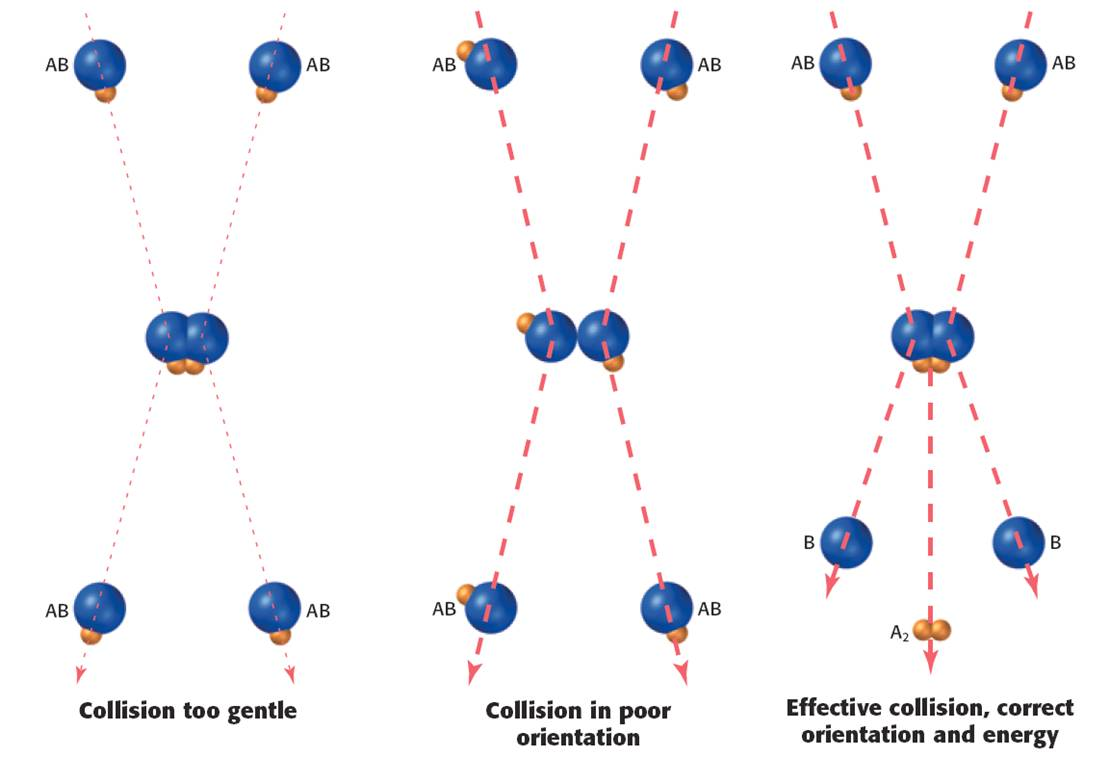 AB
AB
AB
AB
Collision too gentle
AB
AB
AB
AB
Collision in poor
orientation
AB
AB
B
B
A₂
Effective collision, correct
orientation and energy